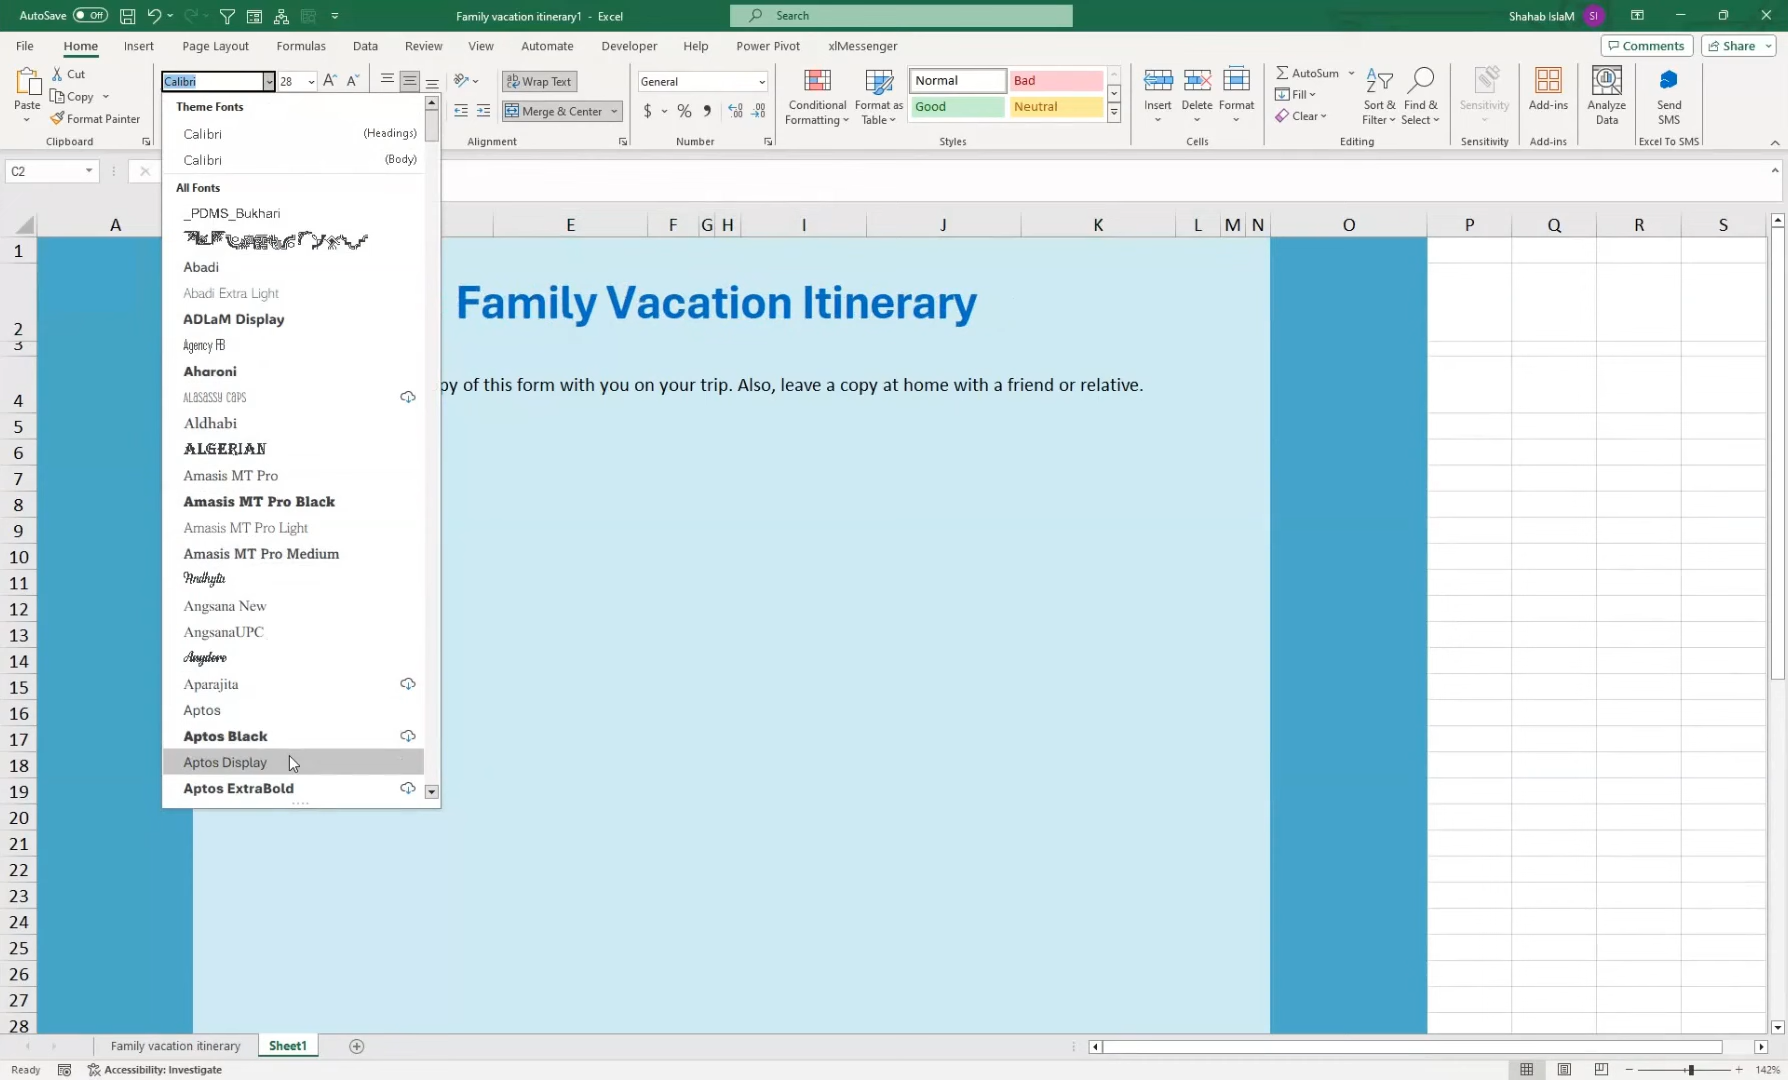 AutoSave Off Family vacation itinerary1 - Excel Search Shahab IslaM SI
File Home Insert Page Layout Formulas Data Review View Automate Developer Help Power Pivot xlMessenger Comments Share
Paste
Cut
Copy
Format Painter
Clipboard
Calibri 28
Wrap Text
Merge & Center
Alignment
General
$ % ,
Number
Conditional Formatting
Format as Table
Normal Bad
Good Neutral
Styles
Insert Delete Format
Cells
AutoSum
Fill
Clear
Sort & Filter
Find & Select
Editing
Sensitivity
Sensitivity
Add-ins
Add-ins
Analyze Data
Send SMS
Excel To SMS
C2
Theme Fonts
Calibri (Headings)
Calibri (Body)
All Fonts
_PDMS_Bukhari
Abadi
Abadi Extra Light
ADLaM Display
Agency FB
Aharoni
Alasassy Caps
Aldhabi
ALGERIAN
Amasis MT Pro
Amasis MT Pro Black
Amasis MT Pro Light
Amasis MT Pro Medium
Andhyta
Angsana New
AngsanaUPC
Aparajita
Aptos
Aptos Black
Aptos Display
Aptos ExtraBold
A E F G H I J K L M N O P Q R S
1
2
3
4
5
6
7
8
9
10
11
12
13
14
15
16
17
18
19
20
21
22
23
24
25
26
27
28
Family Vacation Itinerary
py of this form with you on your trip. Also, leave a copy at home with a friend or relative.
Family vacation itinerary Sheet1
Ready Accessibility: Investigate 142%